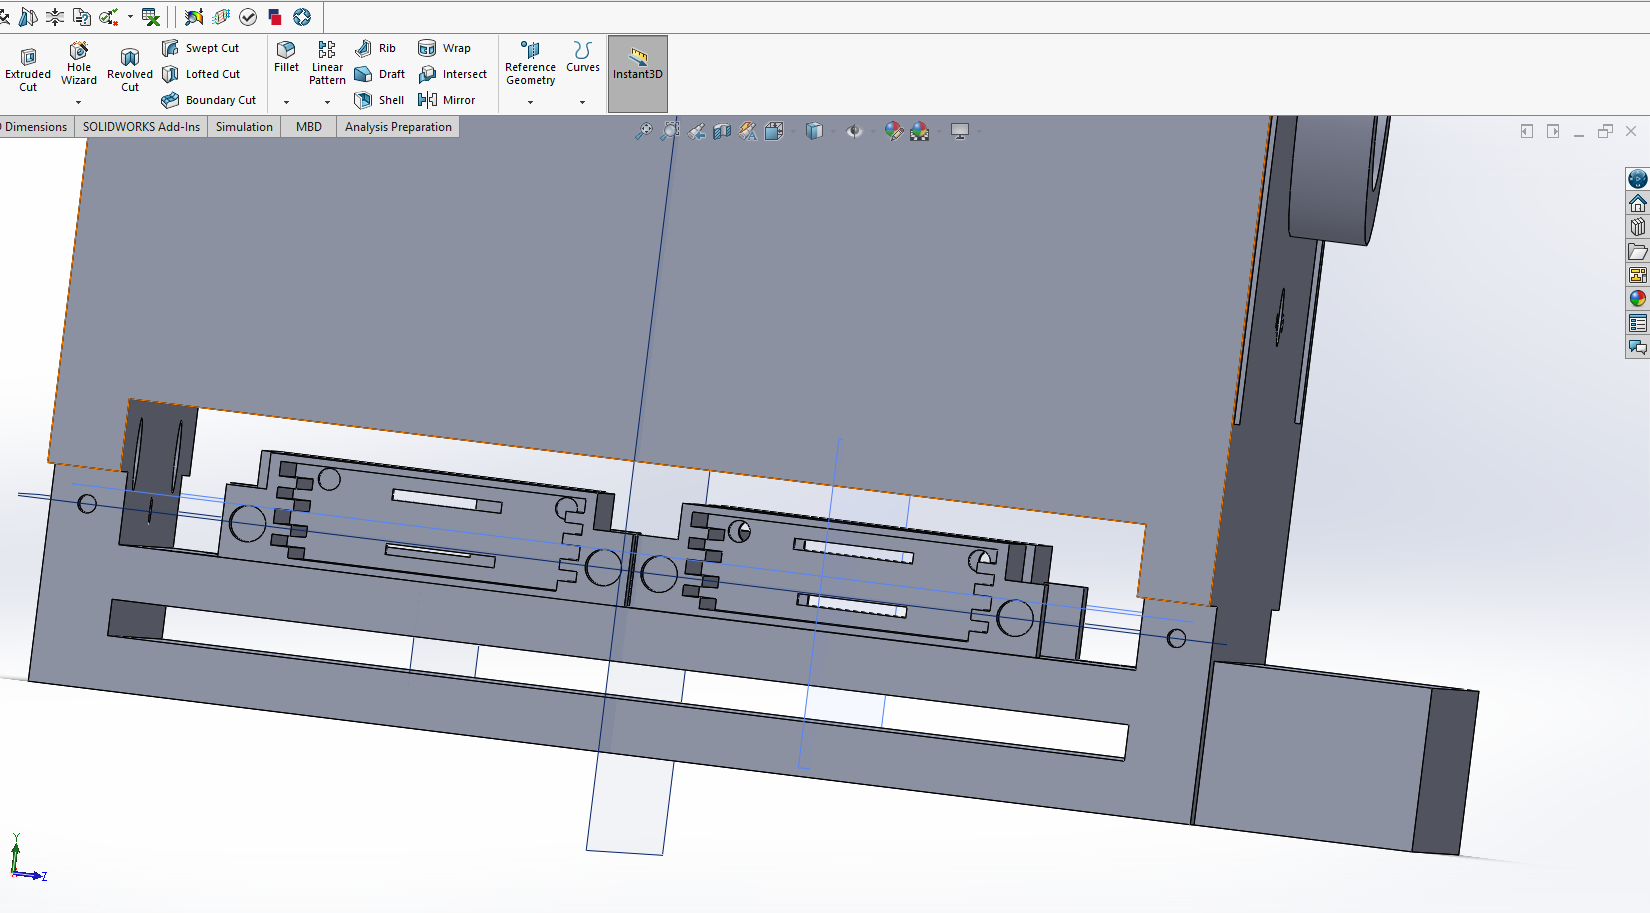 Extruded Cut
Hole Wizard
Revolved Cut
Swept Cut
Lofted Cut
Boundary Cut
Fillet
Linear Pattern
Rib
Draft
Shell
Wrap
Intersect
Mirror
Reference Geometry
Curves
Instant3D
Dimensions
SOLIDWORKS Add-Ins
Simulation
MBD
Analysis Preparation
Y
Z